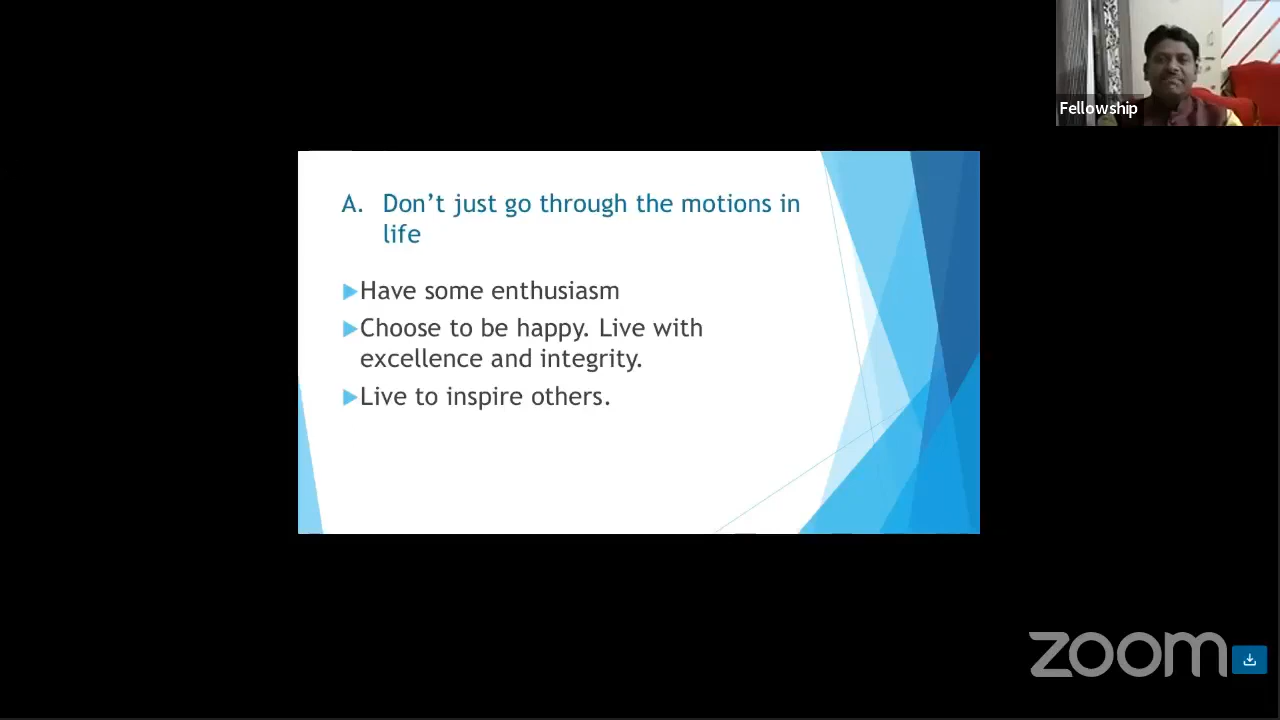 Fellowship
A. Don’t just go through the motions in
life
Have some enthusiasm
Choose to be happy. Live with
excellence and integrity.
Live to inspire others.
zoom